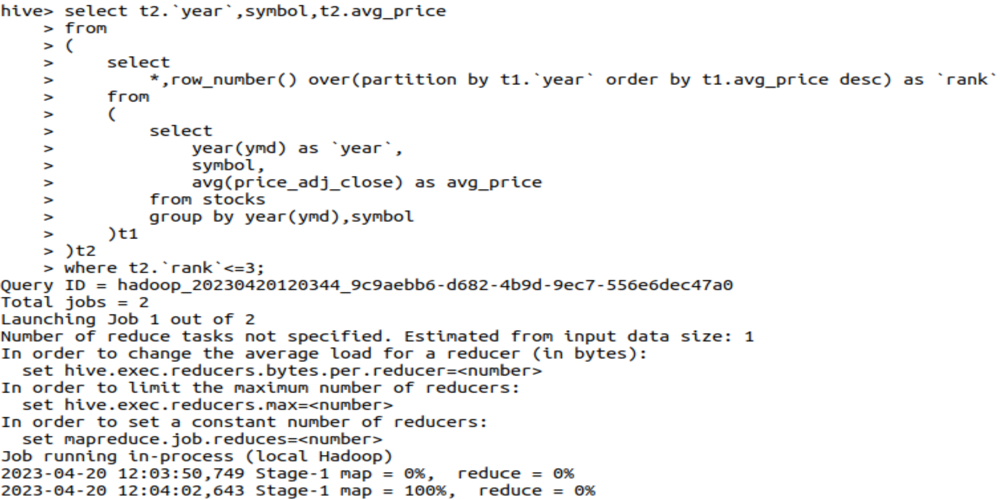 hive> select t2.`year`,symbol,t2.avg_price
    > from
    > (
    >     select
    >         *,row_number() over(partition by t1.`year` order by t1.avg_price desc) as `rank`
    >     from
    >     (
    >         select
    >             year(ymd) as `year`,
    >             symbol,
    >             avg(price_adj_close) as avg_price
    >         from stocks
    >         group by year(ymd),symbol
    >     )t1
    > )t2
    > where t2.`rank`<=3;
Query ID = hadoop_20230420120344_9c9aebb6-d682-4b9d-9ec7-556e6dec47a0
Total jobs = 2
Launching Job 1 out of 2
Number of reduce tasks not specified. Estimated from input data size: 1
In order to change the average load for a reducer (in bytes):
  set hive.exec.reducers.bytes.per.reducer=<number>
In order to limit the maximum number of reducers:
  set hive.exec.reducers.max=<number>
In order to set a constant number of reducers:
  set mapreduce.job.reduces=<number>
Job running in-process (local Hadoop)
2023-04-20 12:03:50,749 Stage-1 map = 0%,  reduce = 0%
2023-04-20 12:04:02,643 Stage-1 map = 100%,  reduce = 0%